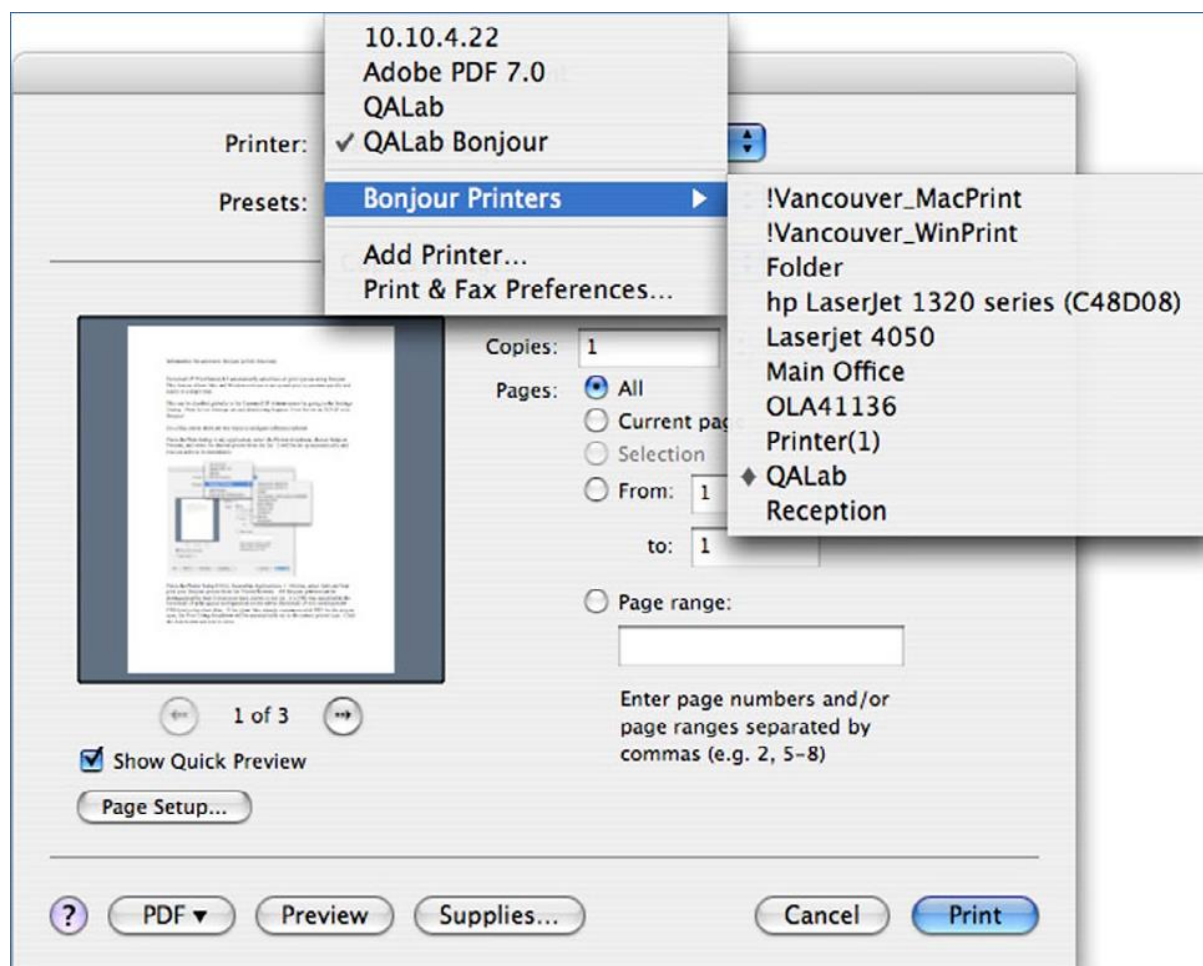 10.10.4.22
Adobe PDF 7.0
QALab
Printer: ✓ QALab Bonjour
Presets: Bonjour Printers
!Vancouver_MacPrint
!Vancouver_WinPrint
Folder
hp LaserJet 1320 series (C48D08)
Laserjet 4050
Main Office
OLA41136
Printer(1)
QALab
Reception
Add Printer...
Print & Fax Preferences...
Copies: 1
Pages: All
Current page
Selection
From: 1
to: 1
Page range:
Enter page numbers and/or
page ranges separated by
commas (e.g. 2, 5-8)
1 of 3
Show Quick Preview
Page Setup...
? PDF▼ Preview Supplies... Cancel Print